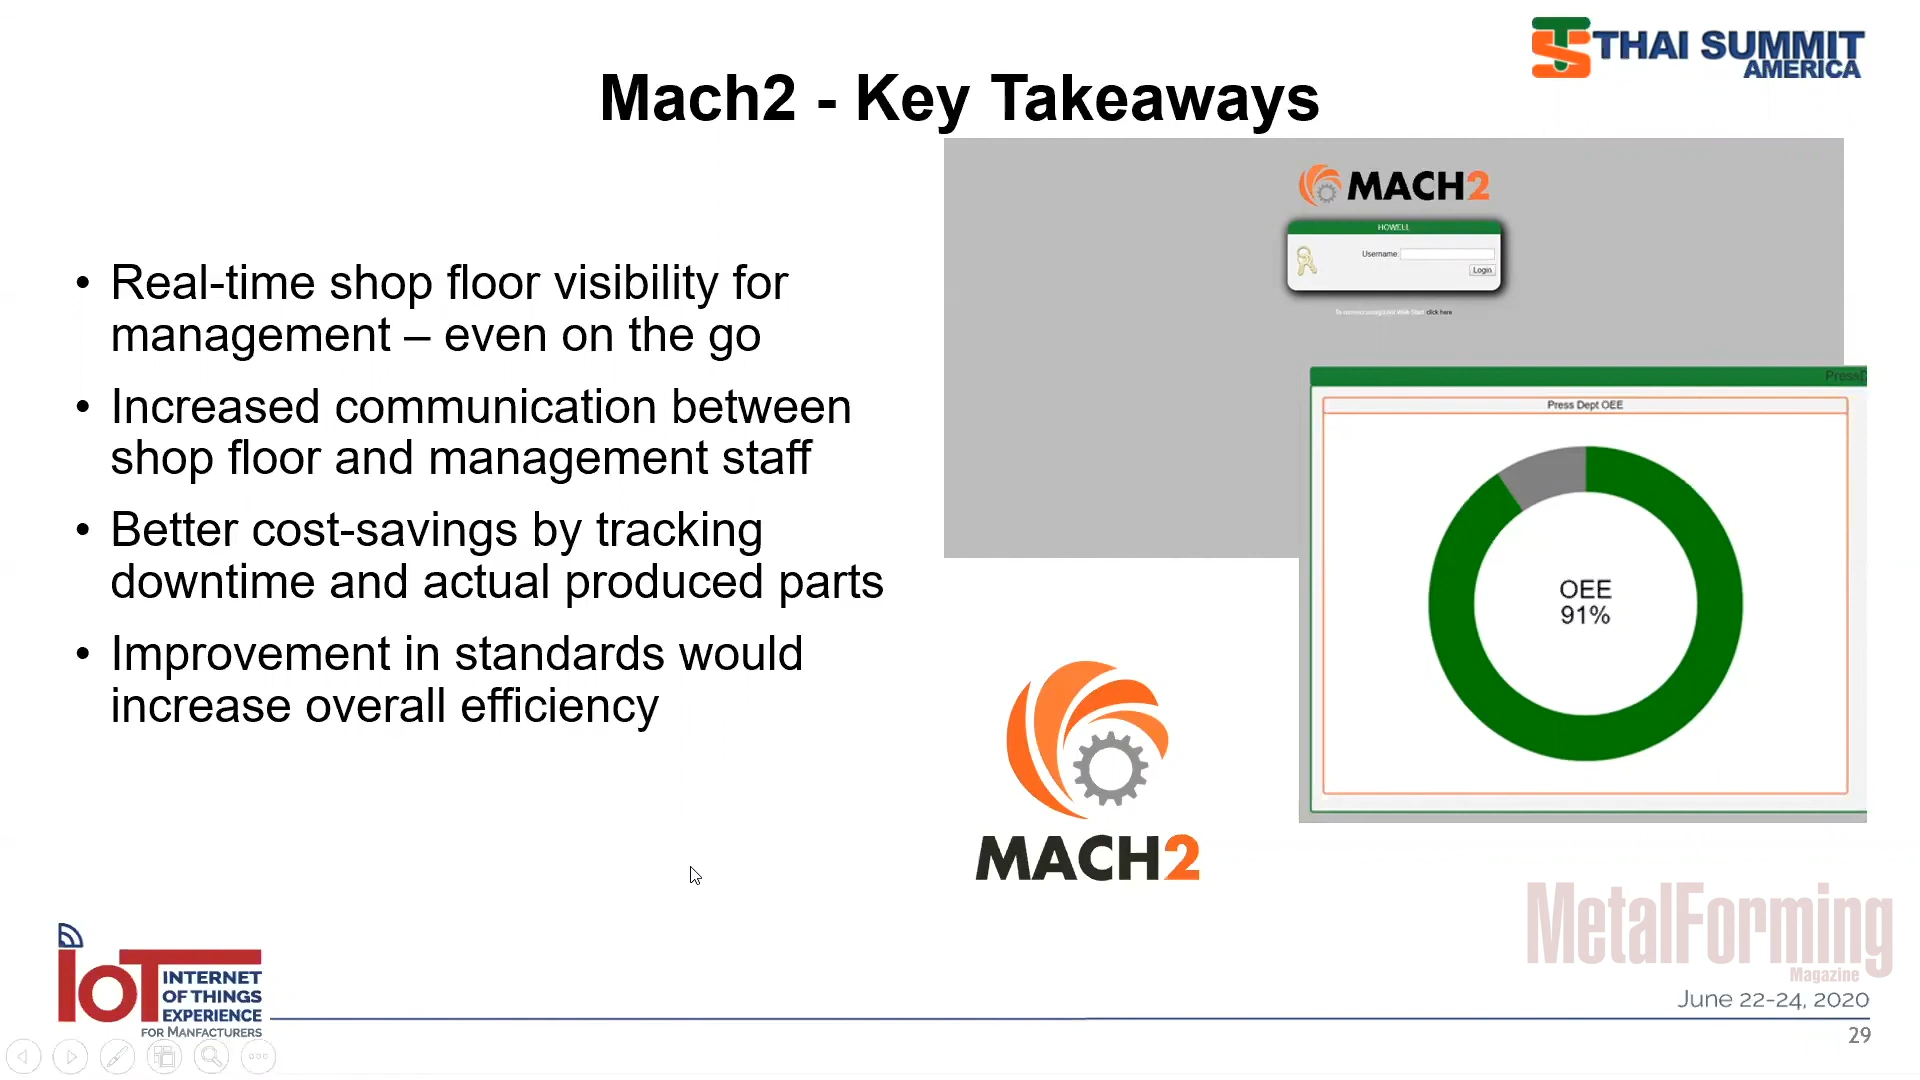 THAI SUMMIT
AMERICA
Mach2 - Key Takeaways
• Real-time shop floor visibility for
management – even on the go
• Increased communication between
shop floor and management staff
• Better cost-savings by tracking
downtime and actual produced parts
• Improvement in standards would
increase overall efficiency
MACH2
HOWELL
Username
Login
click here
Press Dept OEE
OEE
91%
MACH2
MetalForming
Magazine
IoT INTERNET
OF THINGS
EXPERIENCE
FOR MANFACTURERS
June 22-24, 2020
29